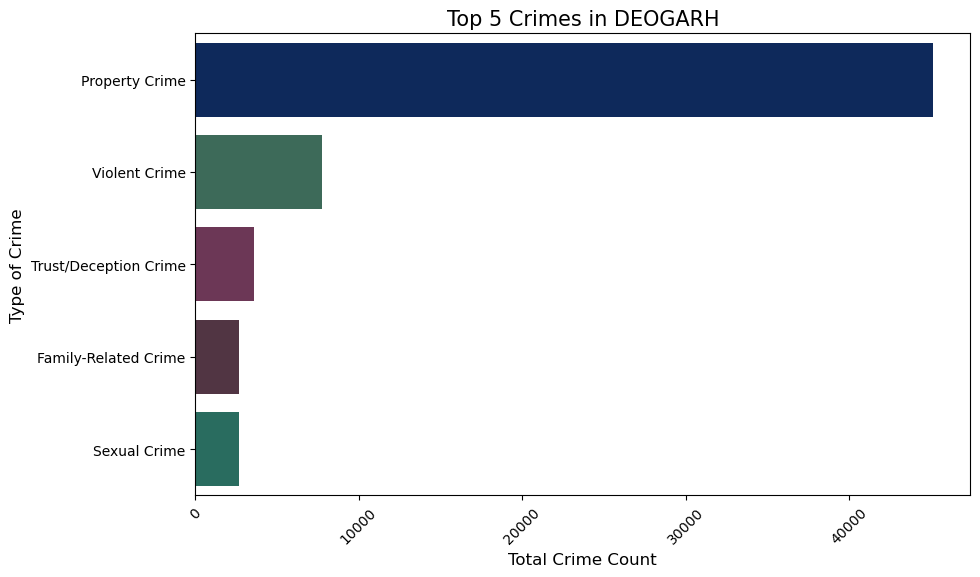 Top 5 Crimes in DEOGARH
Type of Crime
Property Crime
Violent Crime
Trust/Deception Crime
Family-Related Crime
Sexual Crime
0
10000
20000
30000
40000
Total Crime Count